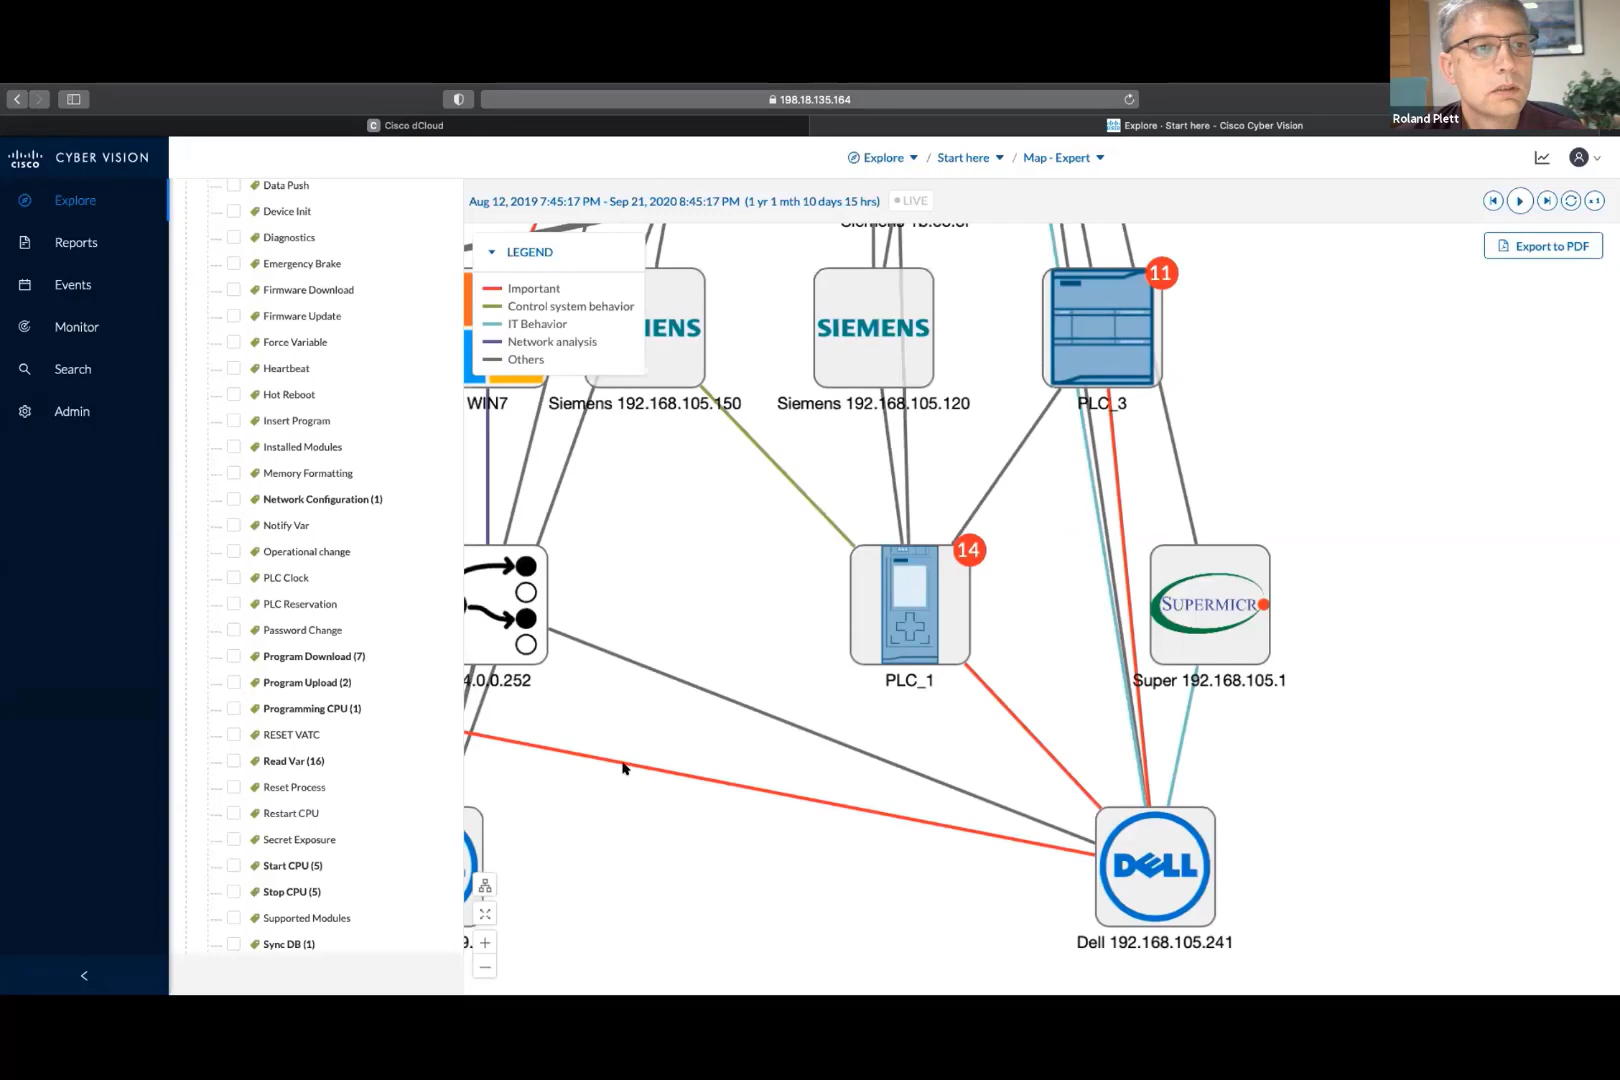 Roland Plett
198.18.135.164
C Cisco dCloud
Explore · Start here - Cisco Cyber Vision
CISCO CYBER VISION
Explore / Start here / Map - Expert
Explore
Reports
Events
Monitor
Search
Admin
Data Push
Device Init
Diagnostics
Emergency Brake
Firmware Download
Firmware Update
Force Variable
Heartbeat
Hot Reboot
Insert Program
Installed Modules
Memory Formatting
Network Configuration (1)
Notify Var
Operational change
PLC Clock
PLC Reservation
Password Change
Program Download (7)
Program Upload (2)
Programming CPU (1)
RESET VATC
Read Var (16)
Reset Process
Restart CPU
Secret Exposure
Start CPU (5)
Stop CPU (5)
Supported Modules
Sync DB (1)
Aug 12, 2019 7:45:17 PM - Sep 21, 2020 8:45:17 PM (1 yr 1 mth 10 days 15 hrs)
LIVE
x 1
Export to PDF
LEGEND
Important
Control system behavior
IT Behavior
Network analysis
Others
IENS
SIEMENS
11
WIN7
Siemens 192.168.105.150
Siemens 192.168.105.120
PLC_3
14
SUPERMICR
4.0.0.252
PLC_1
Super 192.168.105.1
DELL
9.
Dell 192.168.105.241